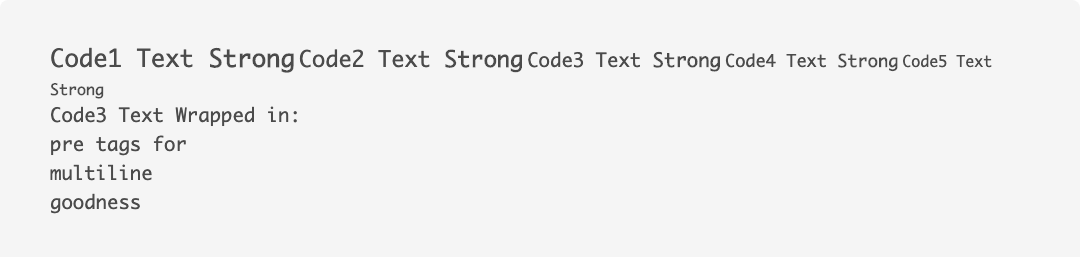 Code1 Text Strong Code2 Text Strong Code3 Text Strong Code4 Text Strong Code5 Text
Strong
Code3 Text Wrapped in:
pre tags for
multiline
goodness